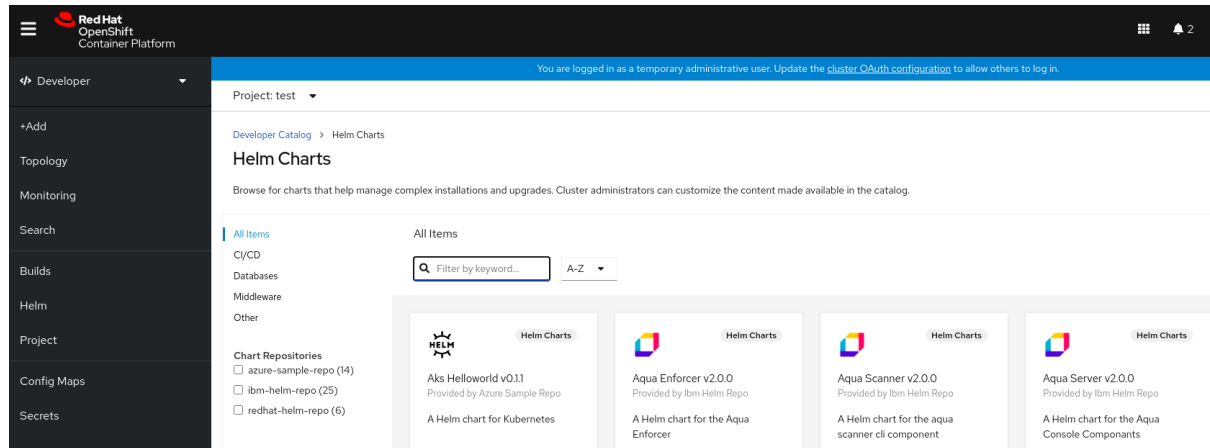 Red Hat
OpenShift
Container Platform
2
Developer
You are logged in as a temporary administrative user. Update the cluster OAuth configuration to allow others to log in.
Project: test
+Add
Topology
Monitoring
Search
Builds
Helm
Project
Config Maps
Secrets
Developer Catalog > Helm Charts
Helm Charts
Browse for charts that help manage complex installations and upgrades. Cluster administrators can customize the content made available in the catalog.
All Items
CI/CD
Databases
Middleware
Other
Chart Repositories
azure-sample-repo (14)
ibm-helm-repo (25)
redhat-helm-repo (6)
All Items
Filter by keyword...
A-Z
HELM
Helm Charts
Aks Helloworld v0.1.1
Provided by Azure Sample Repo
A Helm chart for Kubernetes
Helm Charts
Aqua Enforcer v2.0.0
Provided by Ibm Helm Repo
A Helm chart for the Aqua
Enforcer
Helm Charts
Aqua Scanner v2.0.0
Provided by Ibm Helm Repo
A Helm chart for the aqua
scanner cli component
Helm Charts
Aqua Server v2.0.0
Provided by Ibm Helm Repo
A Helm chart for the Aqua
Console Componants